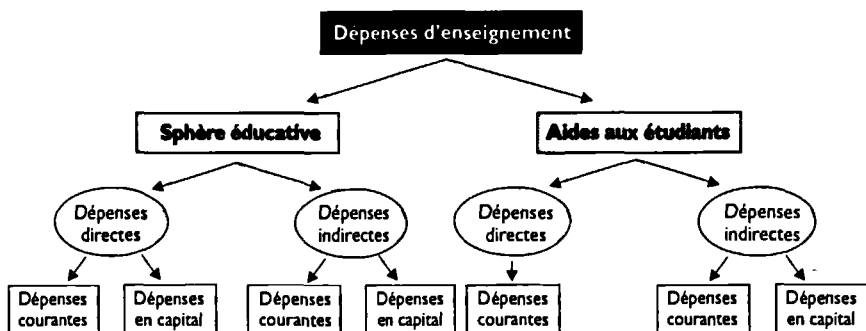 Dépenses d'enseignement
Sphère éducative
Aides aux étudiants
Dépenses
directes
Dépenses
indirectes
Dépenses
directes
Dépenses
indirectes
Dépenses
courantes
Dépenses
en capital
Dépenses
courantes
Dépenses
en capital
Dépenses
courantes
Dépenses
courantes
Dépenses
en capital